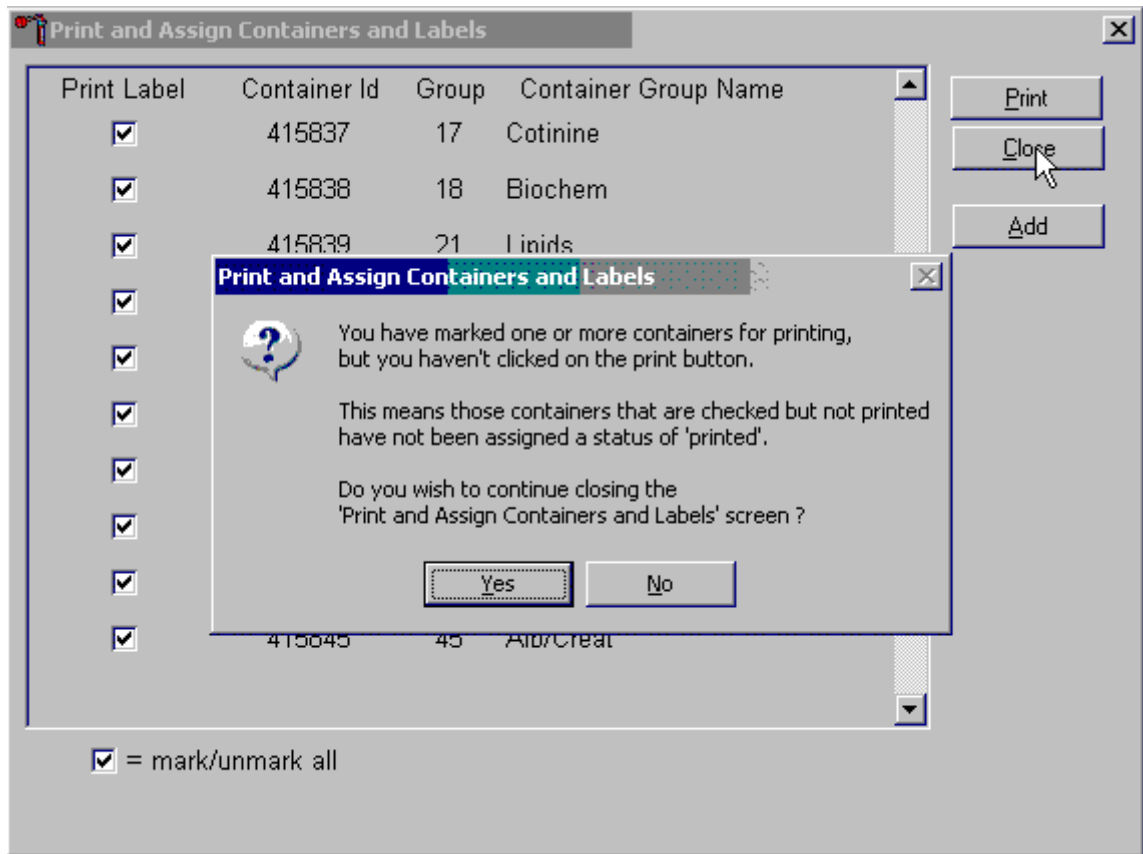 Print and Assign Containers and Labels
Print Label Container Id Group Container Group Name
415837 17 Cotinine
415838 18 Biochem
415839 21 Lipids
Print
Close
Add
Print and Assign Containers and Labels
You have marked one or more containers for printing,
but you haven't clicked on the print button.
This means those containers that are checked but not printed
have not been assigned a status of 'printed'.
Do you wish to continue closing the
'Print and Assign Containers and Labels' screen ?
Yes No
415845 45 Alb/Creat
= mark/unmark all